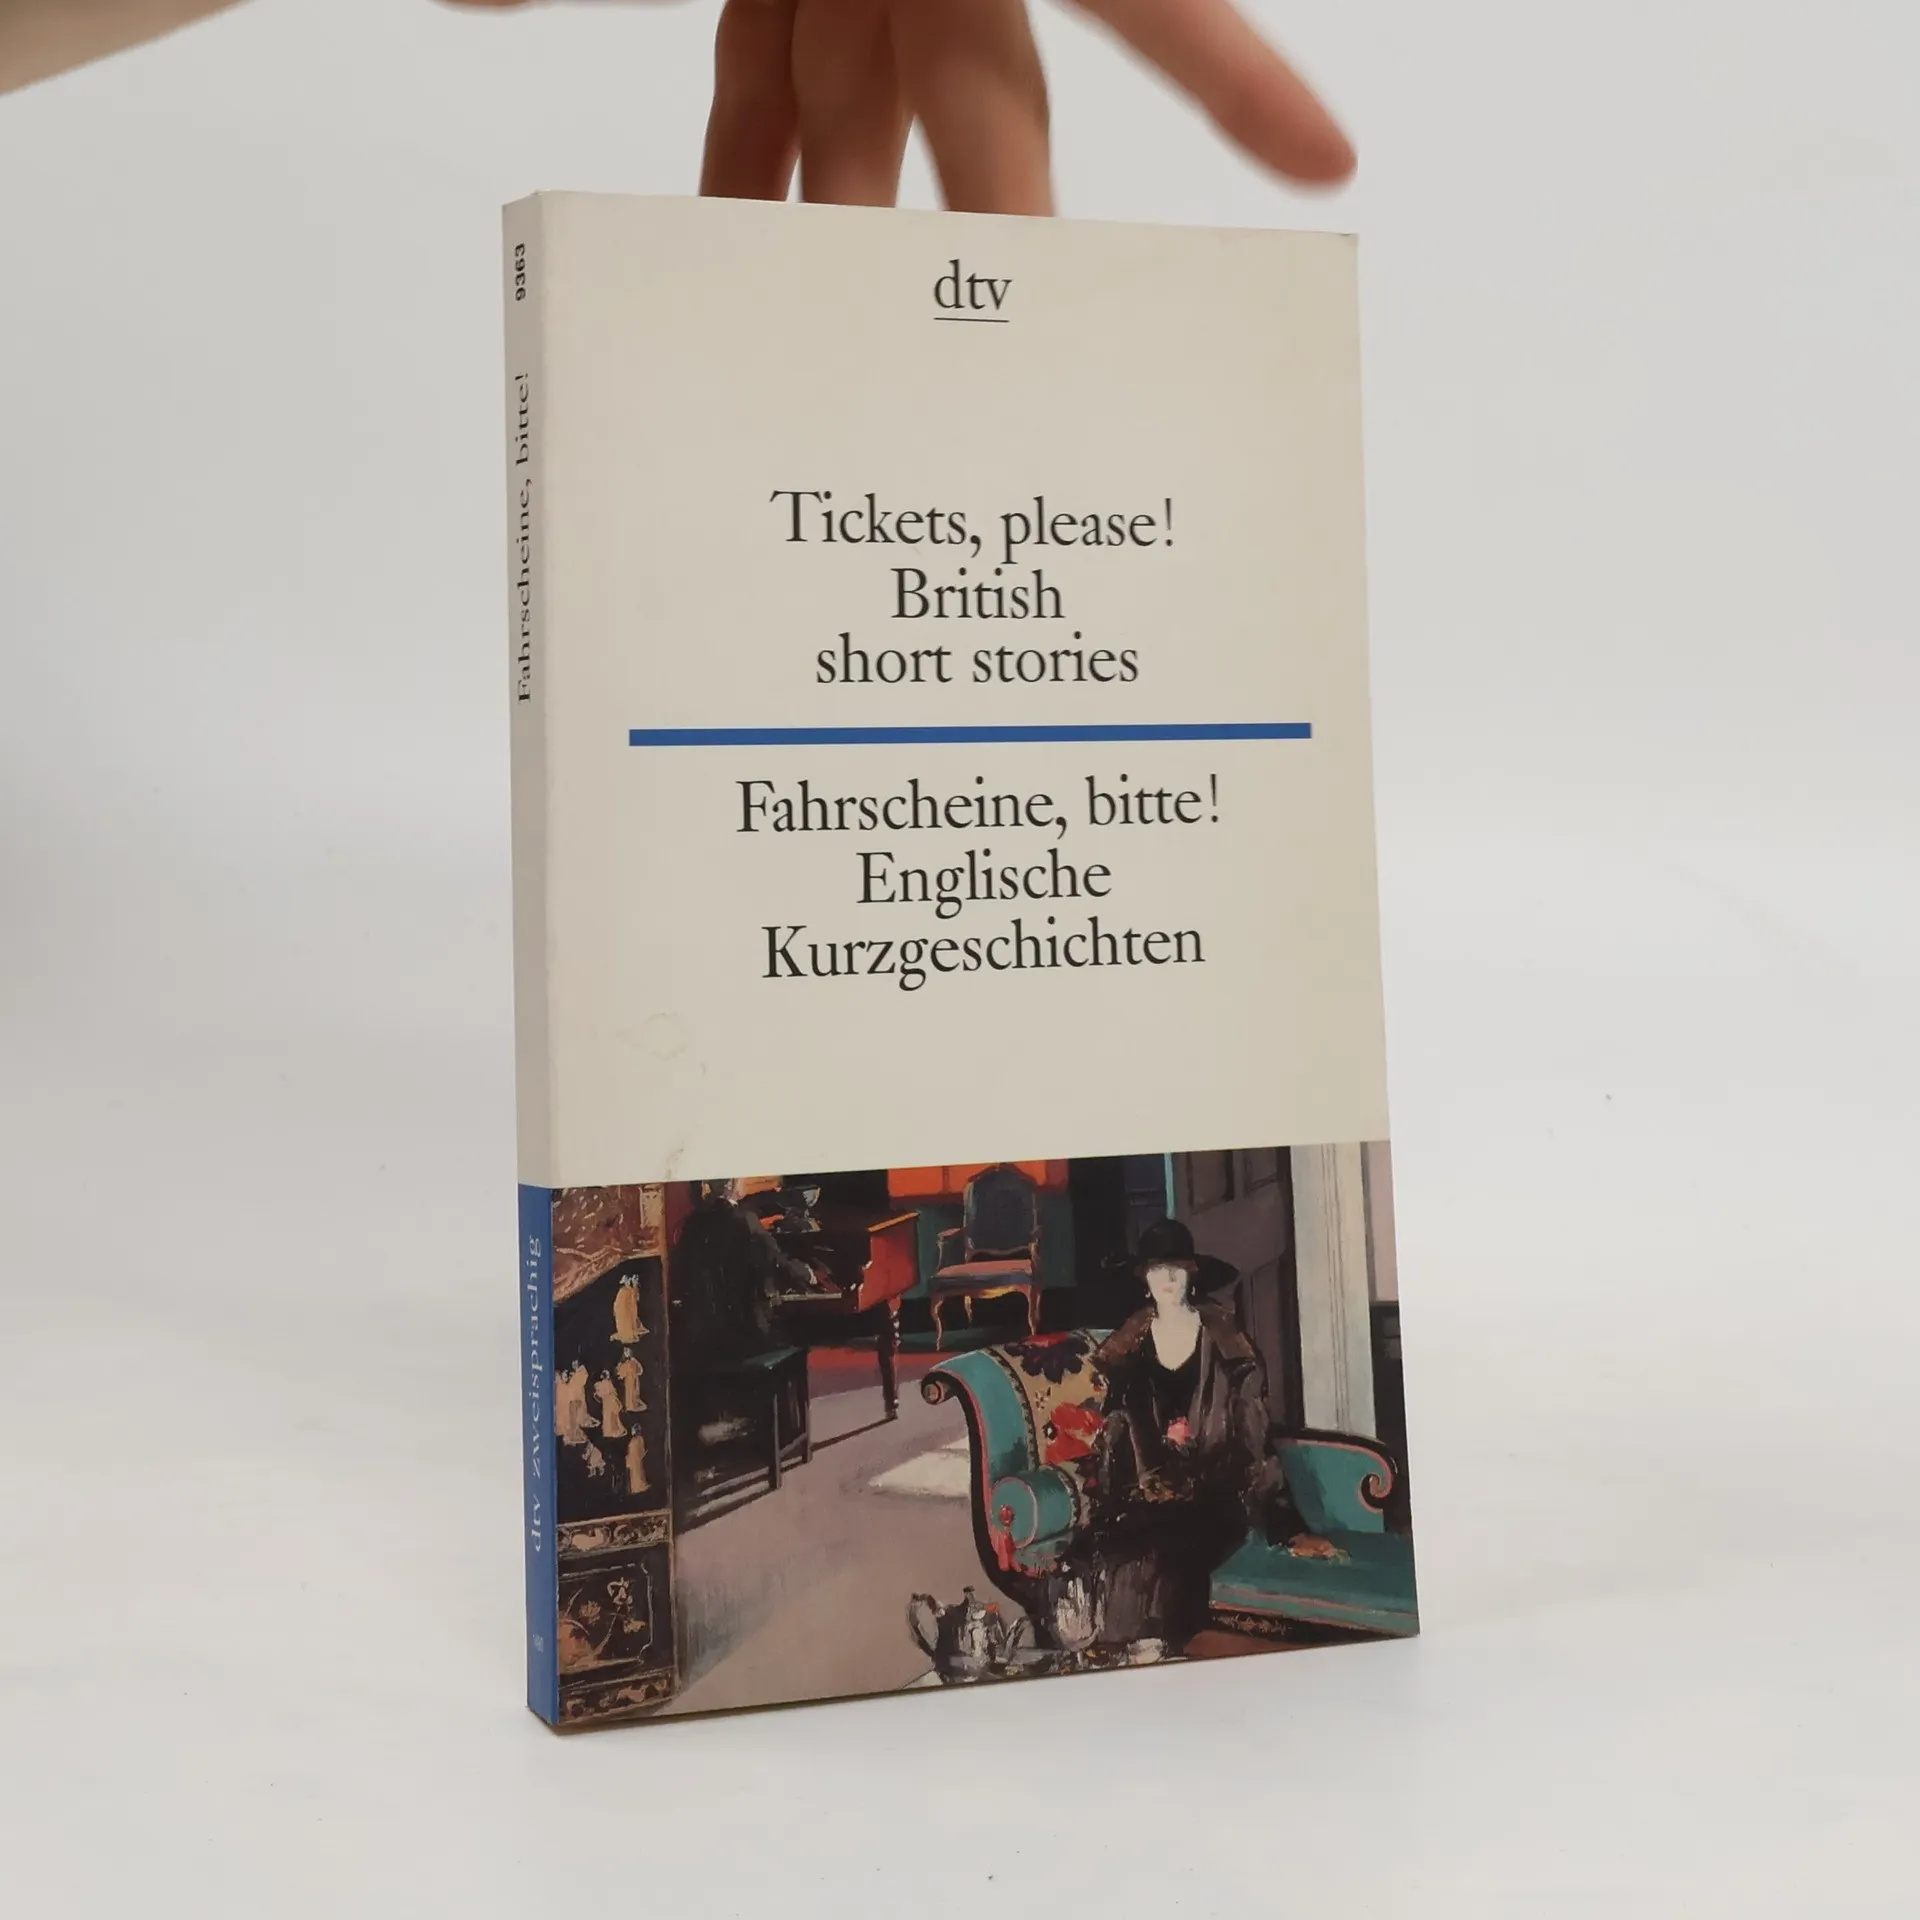 dtv
Tickets, please!
British
short stories
Fahrscheine, bitte!
Englische
Kurzgeschichten
9363
Fahrscheine, bitte!
dtv zweisprachig